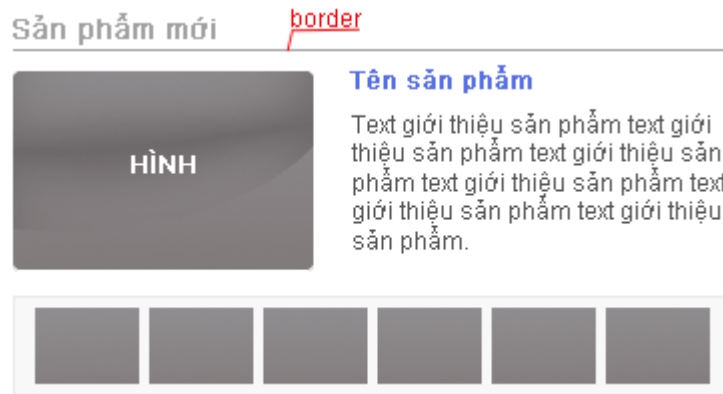 Sản phẩm mới
border
Tên sản phẩm
HÌNH
Text giới thiệu sản phẩm text giới
thiệu sản phẩm text giới thiệu sản
phẩm text giới thiệu sản phẩm text
giới thiệu sản phẩm text giới thiệu
sản phẩm.